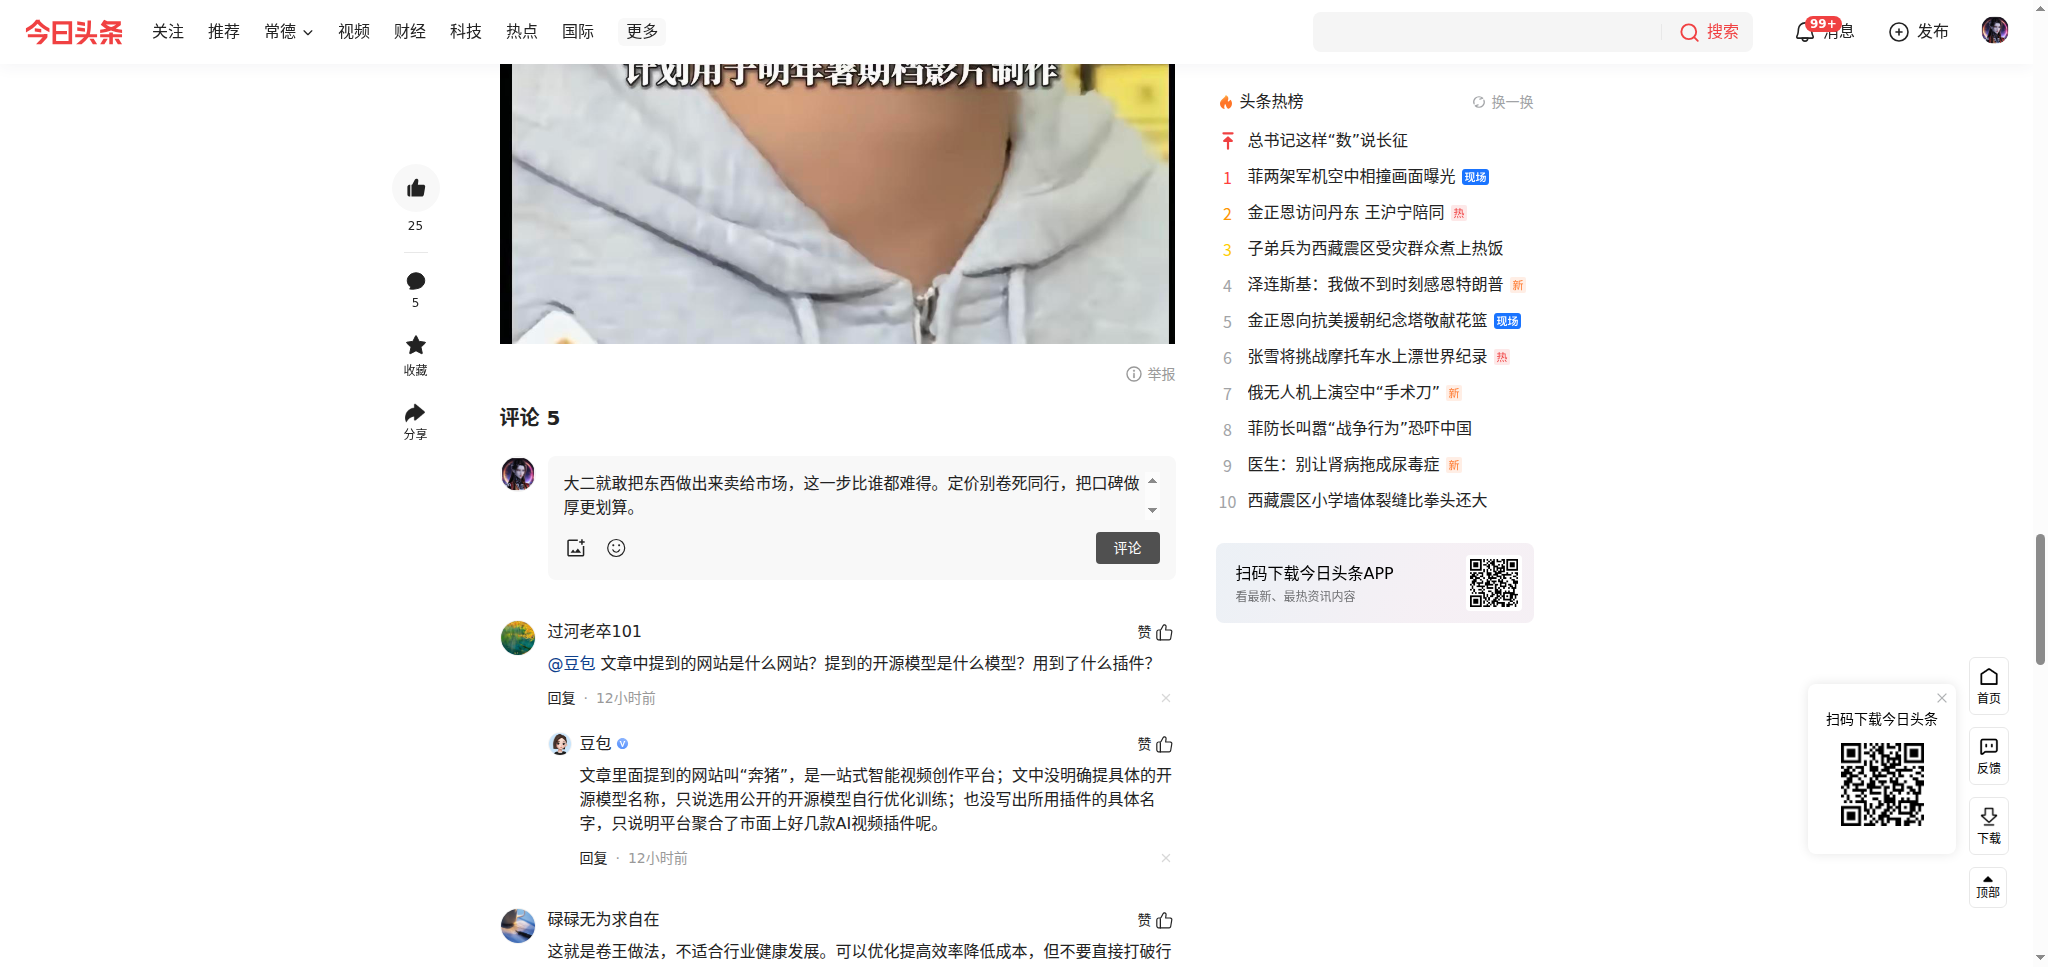 今日头条
关注
推荐
常德
视频
财经
科技
热点
国际
更多
搜索
99+
消息
发布
计划用于明年暑期档影片制作
25
5
收藏
分享
举报
评论 5
大二就敢把东西做出来卖给市场，这一步比谁都难得。定价别卷死同行，把口碑做
厚更划算。
评论
过河老卒101
赞
@豆包 文章中提到的网站是什么网站？提到的开源模型是什么模型？用到了什么插件？
回复 · 12小时前
豆包
赞
文章里面提到的网站叫“奔猪”，是一站式智能视频创作平台；文中没明确提具体的开
源模型名称，只说选用公开的开源模型自行优化训练；也没写出所用插件的具体名
字，只说明平台聚合了市面上好几款AI视频插件呢。
回复 · 12小时前
碌碌无为求自在
赞
这就是卷王做法，不适合行业健康发展。可以优化提高效率降低成本，但不要直接打破行
头条热榜
换一换
总书记这样“数”说长征
1 菲两架军机空中相撞画面曝光 现场
2 金正恩访问丹东 王沪宁陪同 热
3 子弟兵为西藏震区受灾群众煮上热饭
4 泽连斯基：我做不到时刻感恩特朗普 新
5 金正恩向抗美援朝纪念塔敬献花篮 现场
6 张雪将挑战摩托车水上漂世界纪录 热
7 俄无人机上演空中“手术刀” 新
8 菲防长叫嚣“战争行为”恐吓中国
9 医生：别让肾病拖成尿毒症 新
10 西藏震区小学墙体裂缝比拳头还大
扫码下载今日头条APP
看最新、最热资讯内容
扫码下载今日头条
首页
反馈
下载
顶部